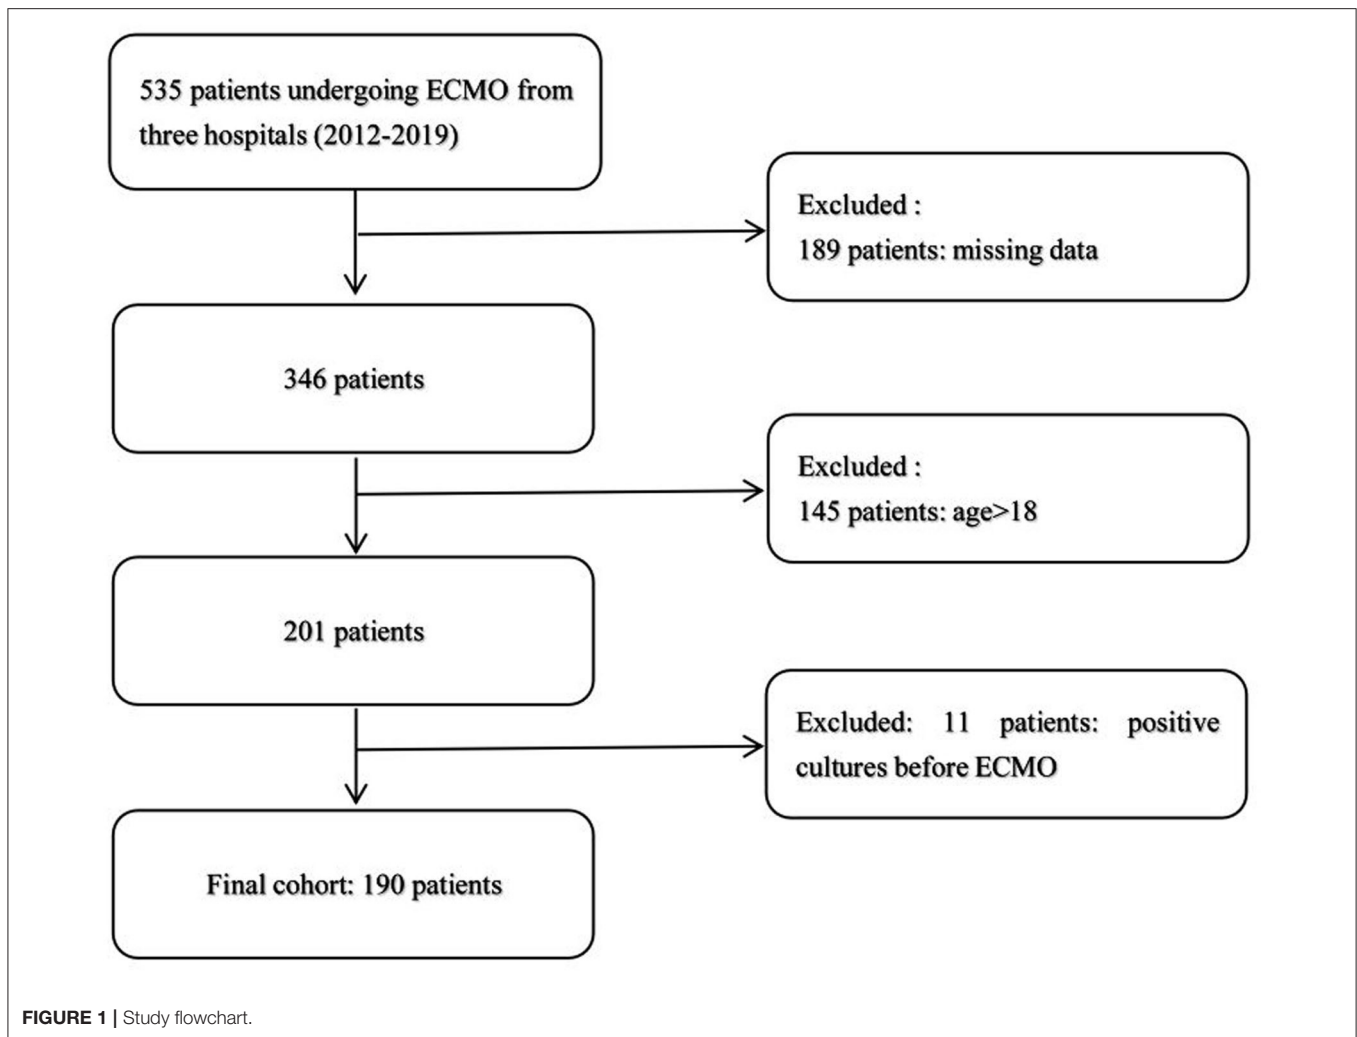 535 patients undergoing ECMO from
three hospitals (2012-2019)
Excluded :
189 patients: missing data
346 patients
Excluded :
145 patients: age>18
201 patients
Excluded: 11 patients: positive
cultures before ECMO
Final cohort: 190 patients
FIGURE 1 | Study flowchart.